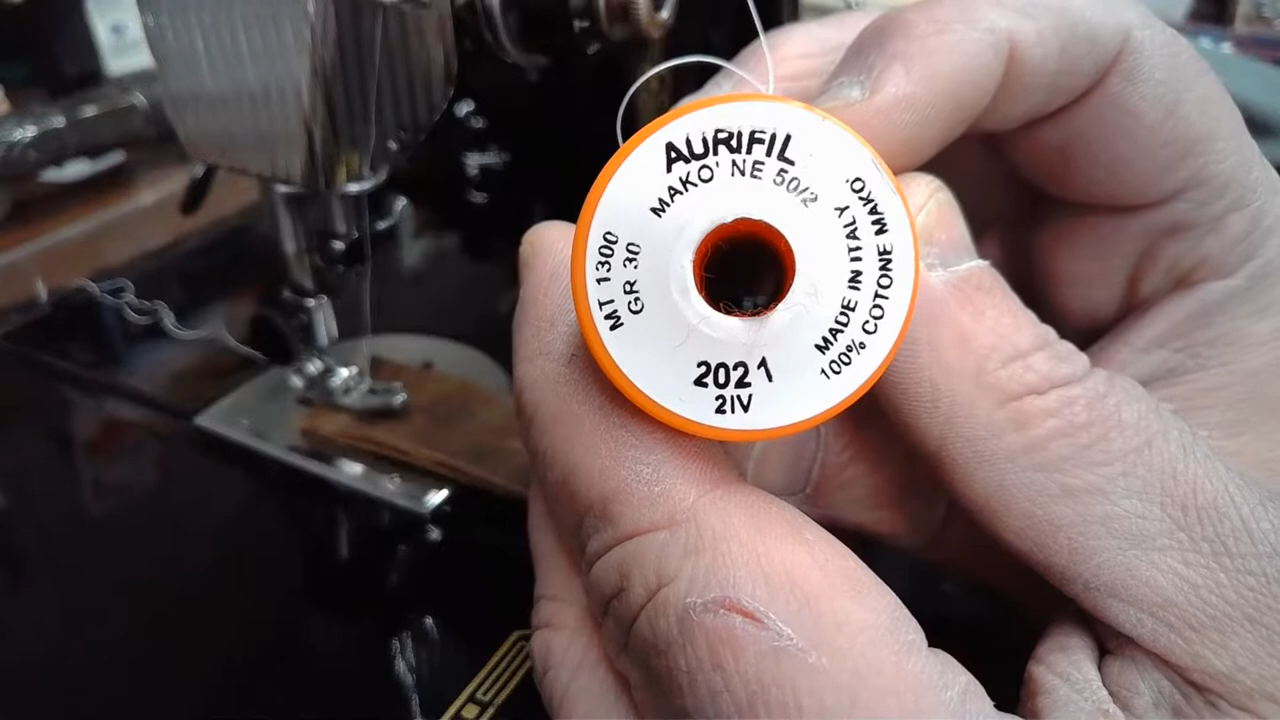 AURIFIL
MAKO' NE 50/2
MT 1300
GR 30
MADE IN ITALY
100% COTONE MAKO'
2021
2IV